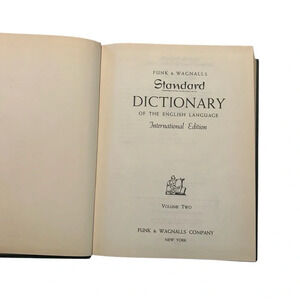 FUNK & WAGNALLS
Standard
DICTIONARY
OF THE ENGLISH LANGUAGE
International Edition
VOLUME TWO
FUNK & WAGNALLS COMPANY
NEW YORK